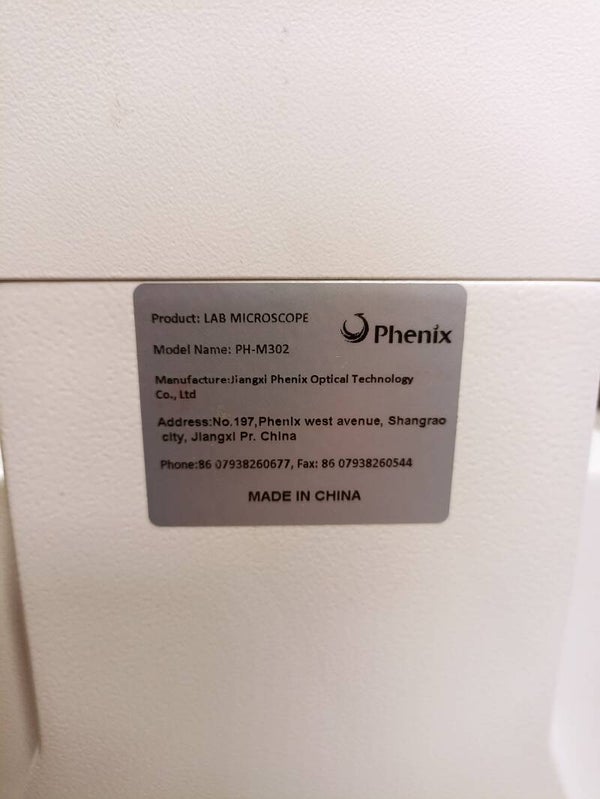 Product: LAB MICROSCOPE
Phenix
Model Name: PH-M302
Manufacture:Jiangxi Phenix Optical Technology
Co., Ltd
Address:No.197,Phenix west avenue, Shangrao
city, Jiangxi Pr. China
Phone:86 07938260677, Fax: 86 07938260544
MADE IN CHINA